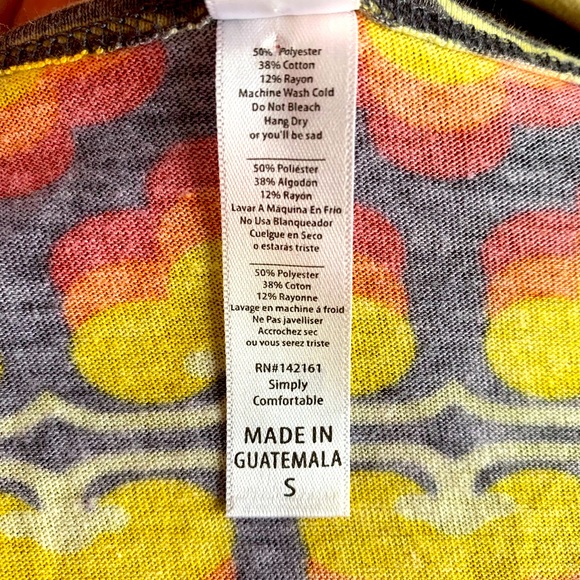 50% Polyester
38% Cotton
12% Rayon
Machine Wash Cold
Do Not Bleach
Hang Dry
or you'll be sad
50% Poliéster
38% Algodón
12% Rayón
Lavar A Máquina En Frio
No Usa Blanqueador
Cuelgue en Seco
o estarás triste
50% Polyester
38% Coton
12% Rayonne
Lavage en machine á froid
Ne Pas javelliser
Accrochez sec
ou vous serez triste
RN#142161
Simply
Comfortable
MADE IN
GUATEMALA
S